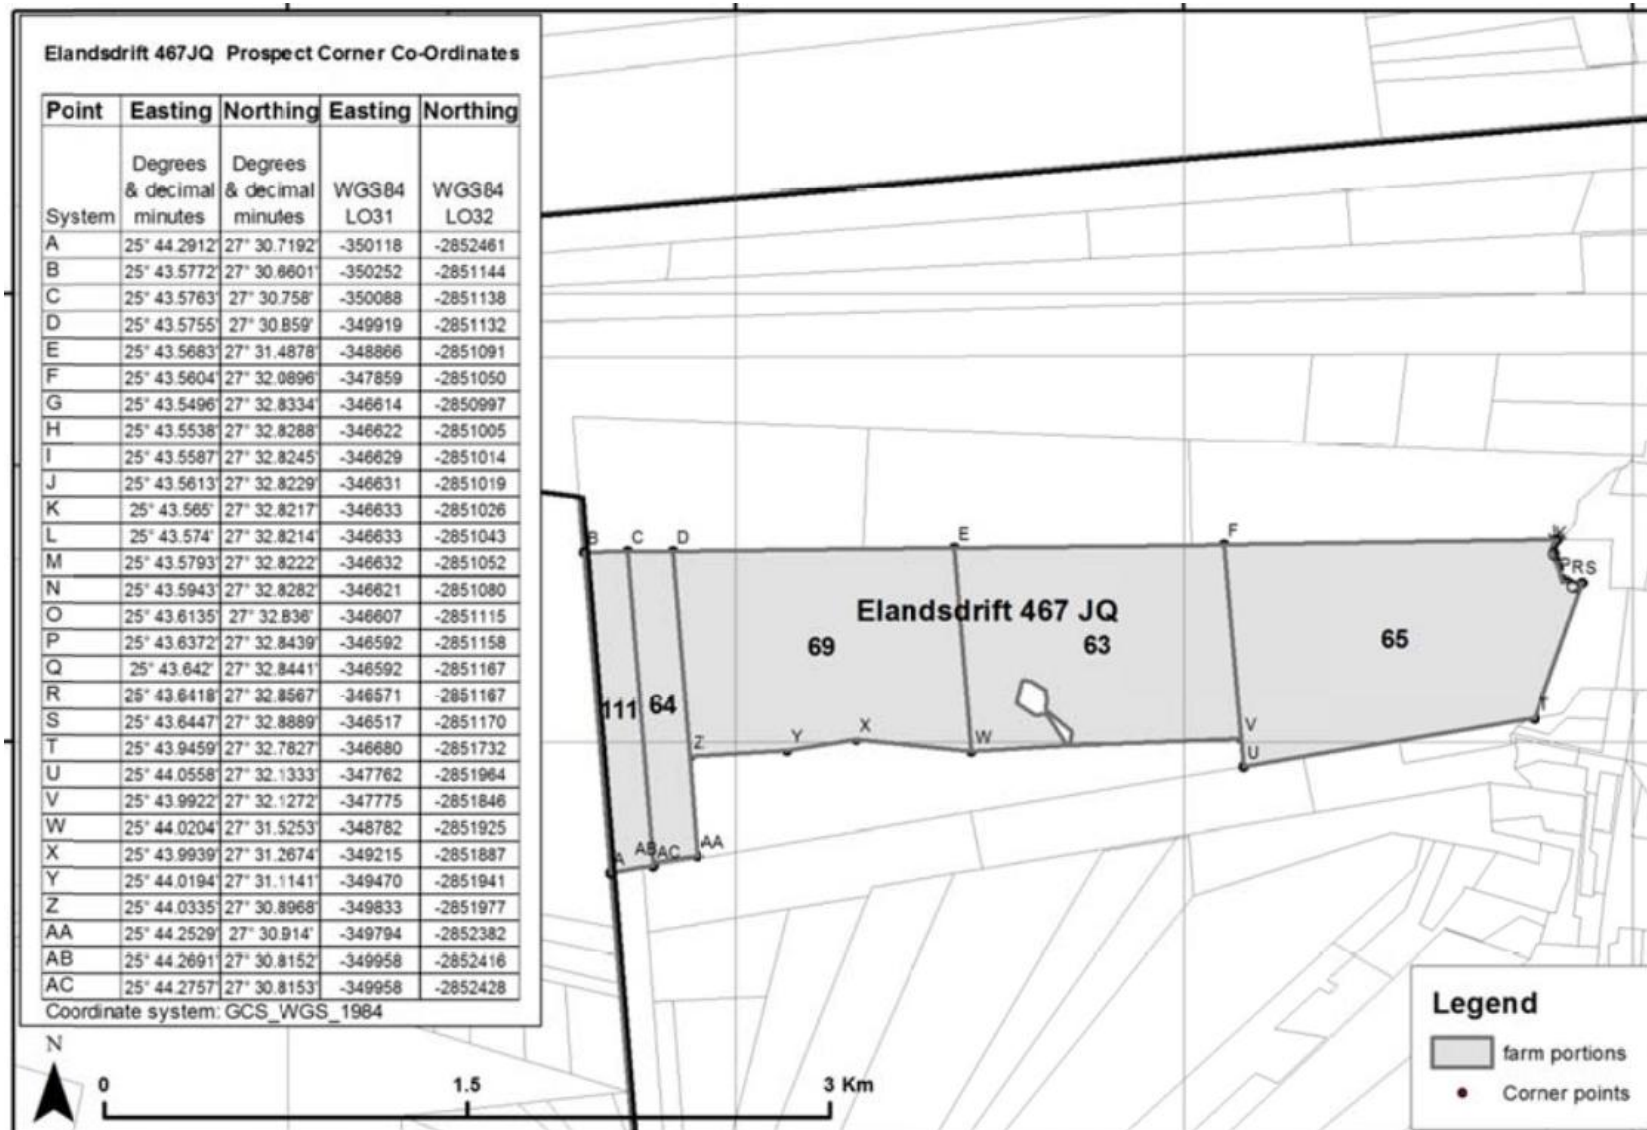 Elandsdrift 467JQ Prospect Corner Co-Ordinates
Point Easting Northing Easting Northing
System Degrees & decimal minutes Degrees & decimal minutes WGS84 LO31 WGS84 LO32
A 25° 44.2912' 27° 30.7192' -350118 -2852461
B 25° 43.5772' 27° 30.6601' -350252 -2851144
C 25° 43.5763' 27° 30.758' -350088 -2851138
D 25° 43.5755' 27° 30.859' -349919 -2851132
E 25° 43.5683' 27° 31.4878' -348866 -2851091
F 25° 43.5604' 27° 32.0896' -347859 -2851050
G 25° 43.5496' 27° 32.8334' -346614 -2850997
H 25° 43.5538' 27° 32.8288' -346622 -2851005
I 25° 43.5587' 27° 32.8245' -346629 -2851014
J 25° 43.5613' 27° 32.8229' -346631 -2851019
K 25° 43.565' 27° 32.8217' -346633 -2851026
L 25° 43.574' 27° 32.8214' -346633 -2851043
M 25° 43.5793' 27° 32.8222' -346632 -2851052
N 25° 43.5943' 27° 32.8282' -346621 -2851080
O 25° 43.6135' 27° 32.836' -346607 -2851115
P 25° 43.6372' 27° 32.8439' -346592 -2851158
Q 25° 43.642' 27° 32.8441' -346592 -2851167
R 25° 43.6418' 27° 32.8567' -346571 -2851167
S 25° 43.6447' 27° 32.8889' -346517 -2851170
T 25° 43.9459' 27° 32.7827' -346680 -2851732
U 25° 44.0558' 27° 32.1333' -347762 -2851964
V 25° 43.9922' 27° 32.1272' -347775 -2851846
W 25° 44.0204' 27° 31.5253' -348782 -2851925
X 25° 43.9939' 27° 31.2674' -349215 -2851887
Y 25° 44.0194' 27° 31.1141' -349470 -2851941
Z 25° 44.0335' 27° 30.8968' -349833 -2851977
AA 25° 44.2529' 27° 30.914' -349794 -2852382
AB 25° 44.2691' 27° 30.8152' -349958 -2852416
AC 25° 44.2757' 27° 30.8153' -349958 -2852428
Coordinate system: GCS_WGS_1984
B C D E F
K
P R S
Q
Elandsdrift 467 JQ
69 63 65
111 64
T
Z Y X W V
U
A AB AC AA
N
0 1.5 3 Km
Legend
farm portions
Corner points